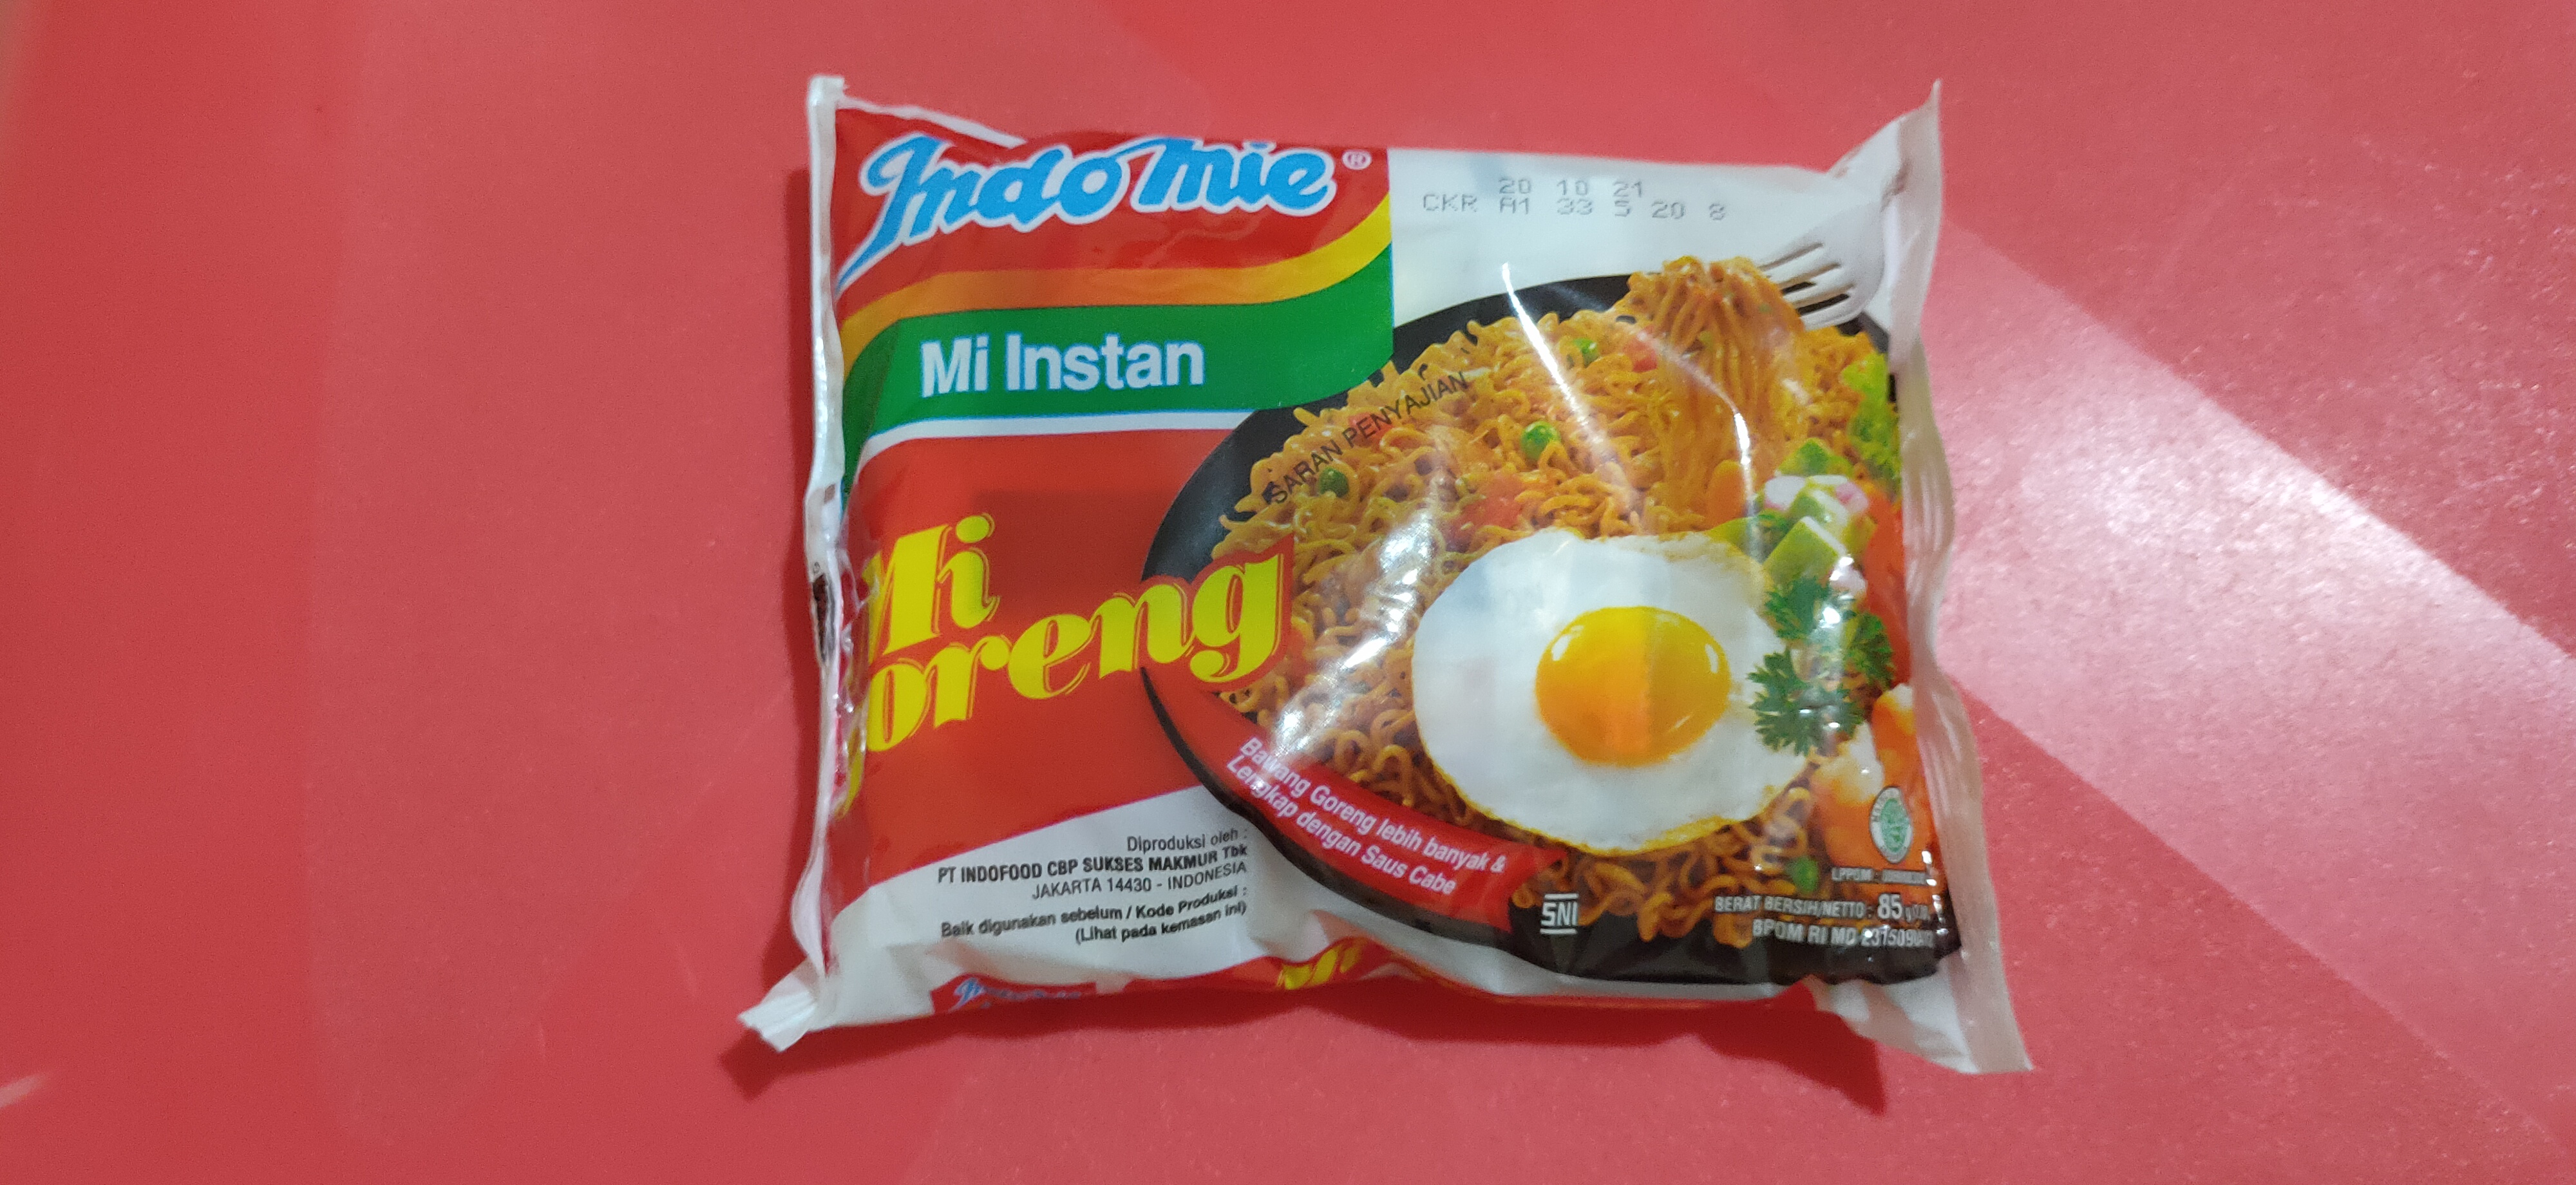 Indomie®
20 10 21
CKR A1 33 5 20 8
Mi Instan
SARAN PENYAJIAN
Mi
goreng
Bawang Goreng lebih banyak &
Lengkap dengan Saus Cabe
Diproduksi oleh :
PT INDOFOOD CBP SUKSES MAKMUR Tbk
JAKARTA 14430 - INDONESIA
Baik digunakan sebelum / Kode Produksi :
(Lihat pada kemasan ini)
SNI
LPPOM :
BERAT BERSIH/NETTO : 85 g
BPOM RI MD
Mi